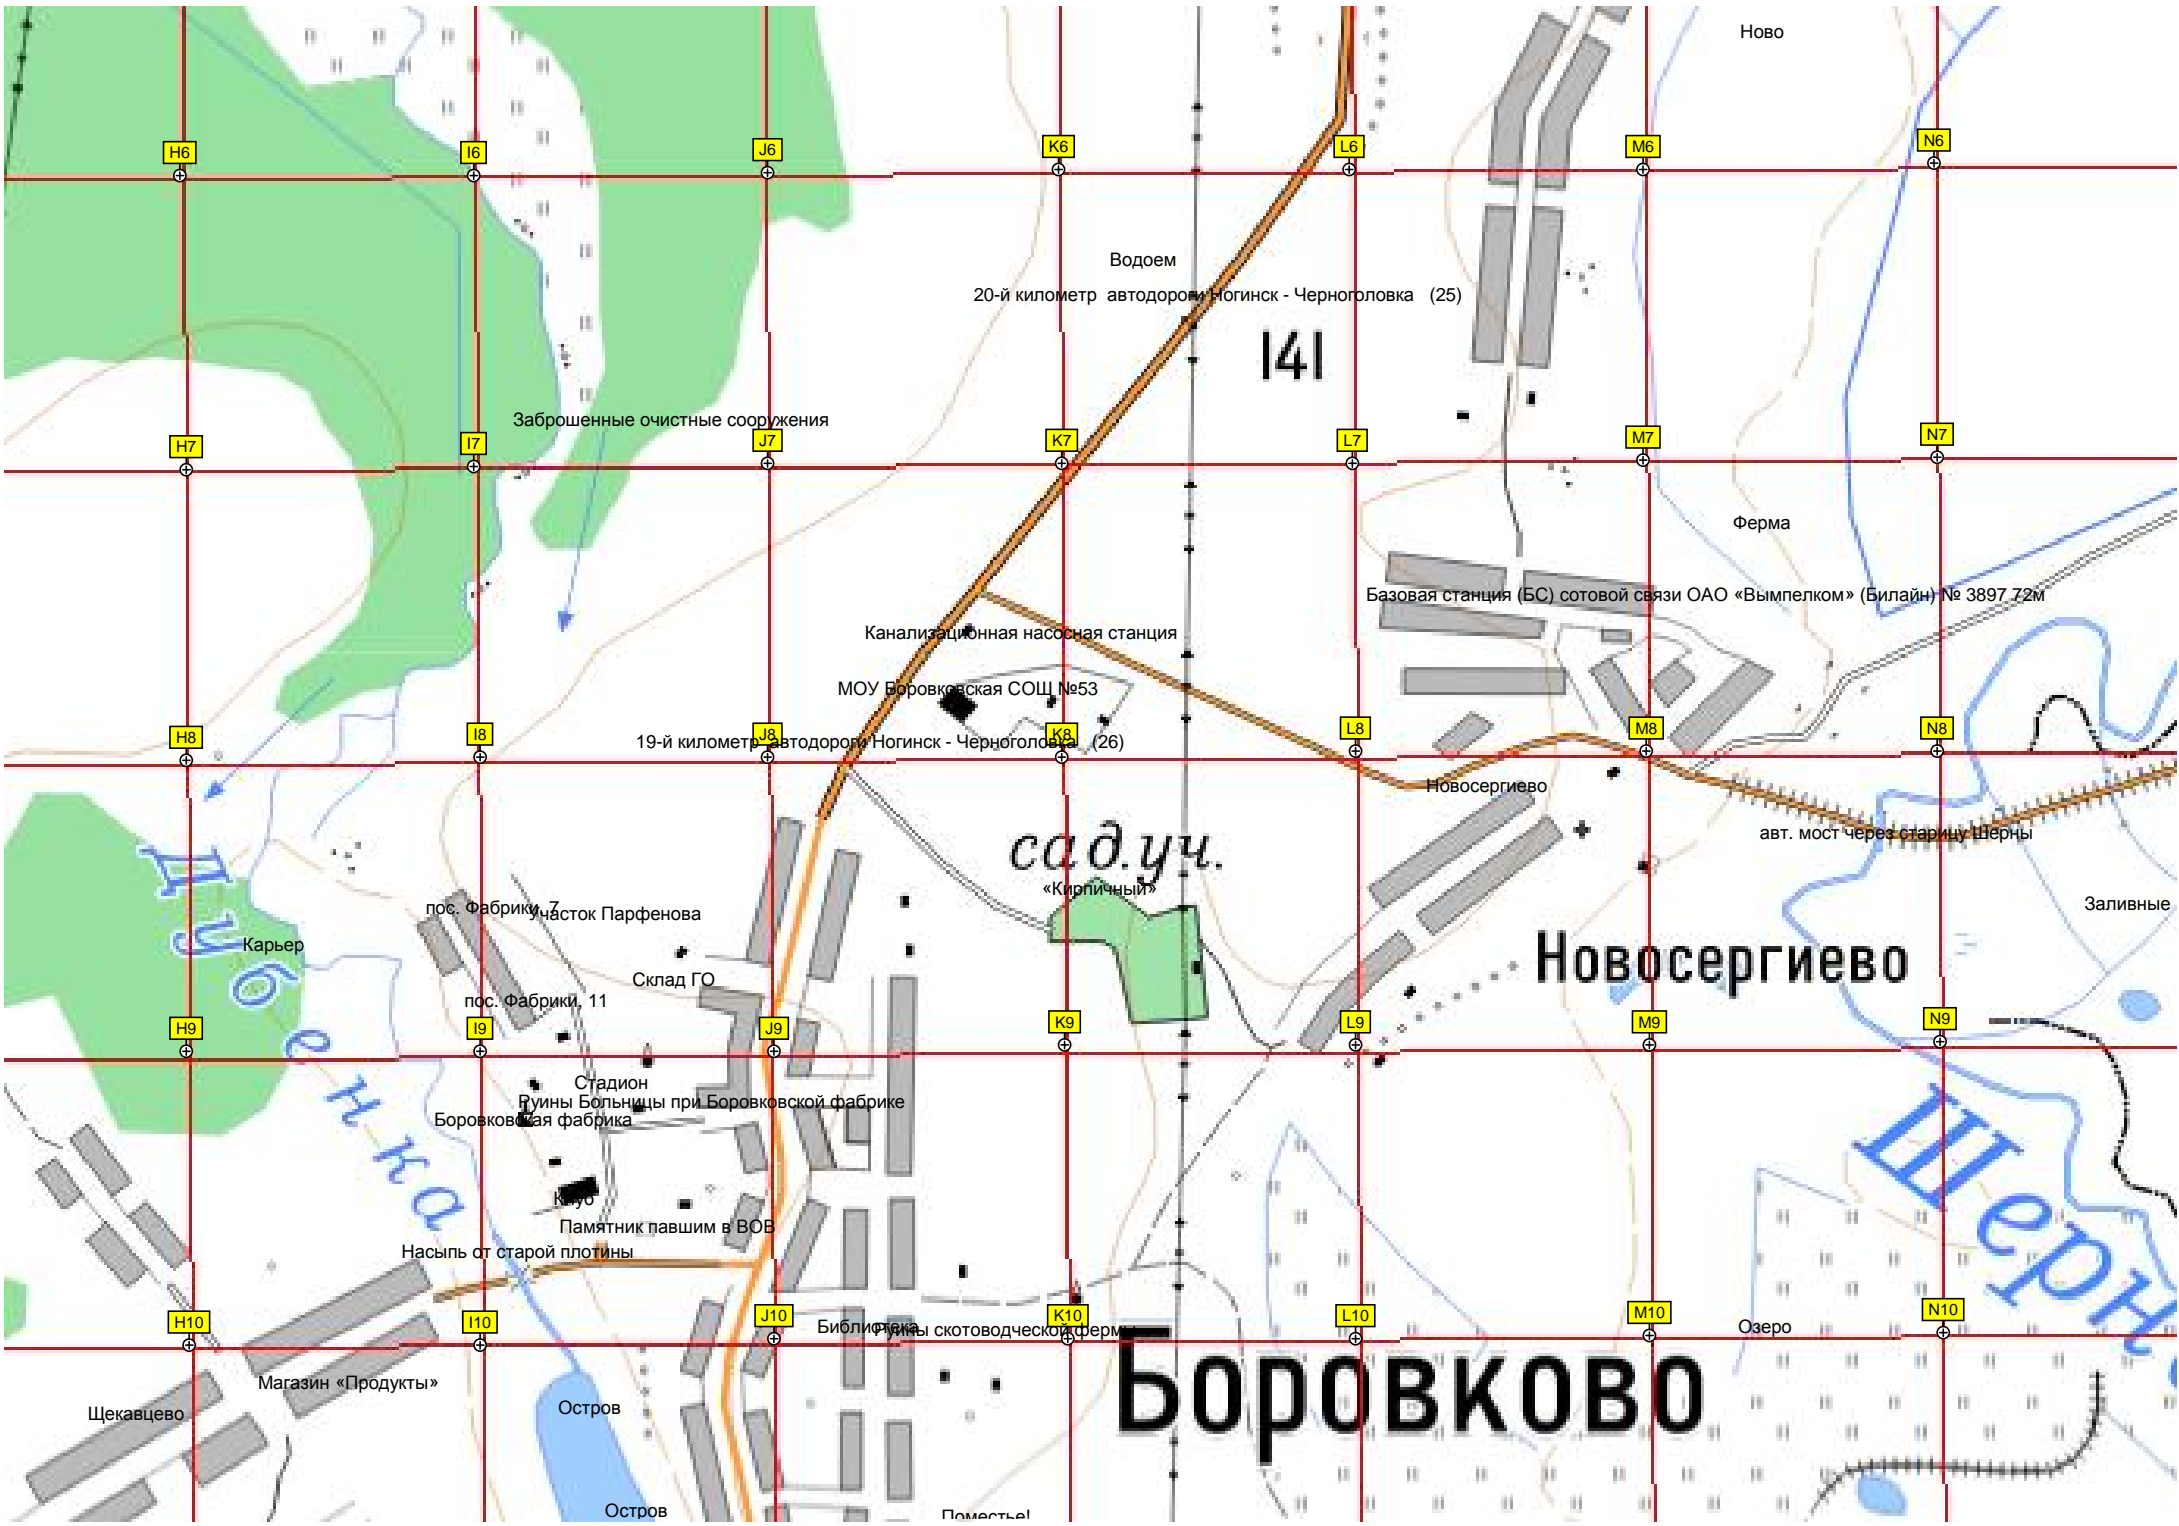 Ново
H6
I6
J6
K6
L6
M6
N6
Водоем
20-й километр автодороги Ногинск - Черноголовка (25)
141
Заброшенные очистные сооружения
H7
I7
J7
K7
L7
M7
N7
Ферма
Базовая станция (БС) сотовой связи ОАО «Вымпелком» (Билайн) № 3897 72м
Канализационная насосная станция
МОУ Боровковская СОШ №53
19-й километр автодороги Ногинск - Черноголовка (26)
H8
I8
J8
K8
L8
M8
N8
Новосергиево
авт. мост через старицу Шерны
сад.уч.
«Кирпичный»
Дубенка
пос. Фабрики, 7
Участок Парфенова
Заливные
Карьер
Новосергиево
Склад ГО
пос. Фабрики, 11
H9
I9
J9
K9
L9
M9
N9
Стадион
Руины Больницы при Боровковской фабрике
Боровковская фабрика
Шерна
Клуб
Памятник павшим в ВОВ
Насыпь от старой плотины
H10
I10
J10
K10
L10
M10
N10
Библиотека
Руины скотоводческой фермы
Озеро
Боровково
Магазин «Продукты»
Щекавцево
Остров
Остров
Поместье!